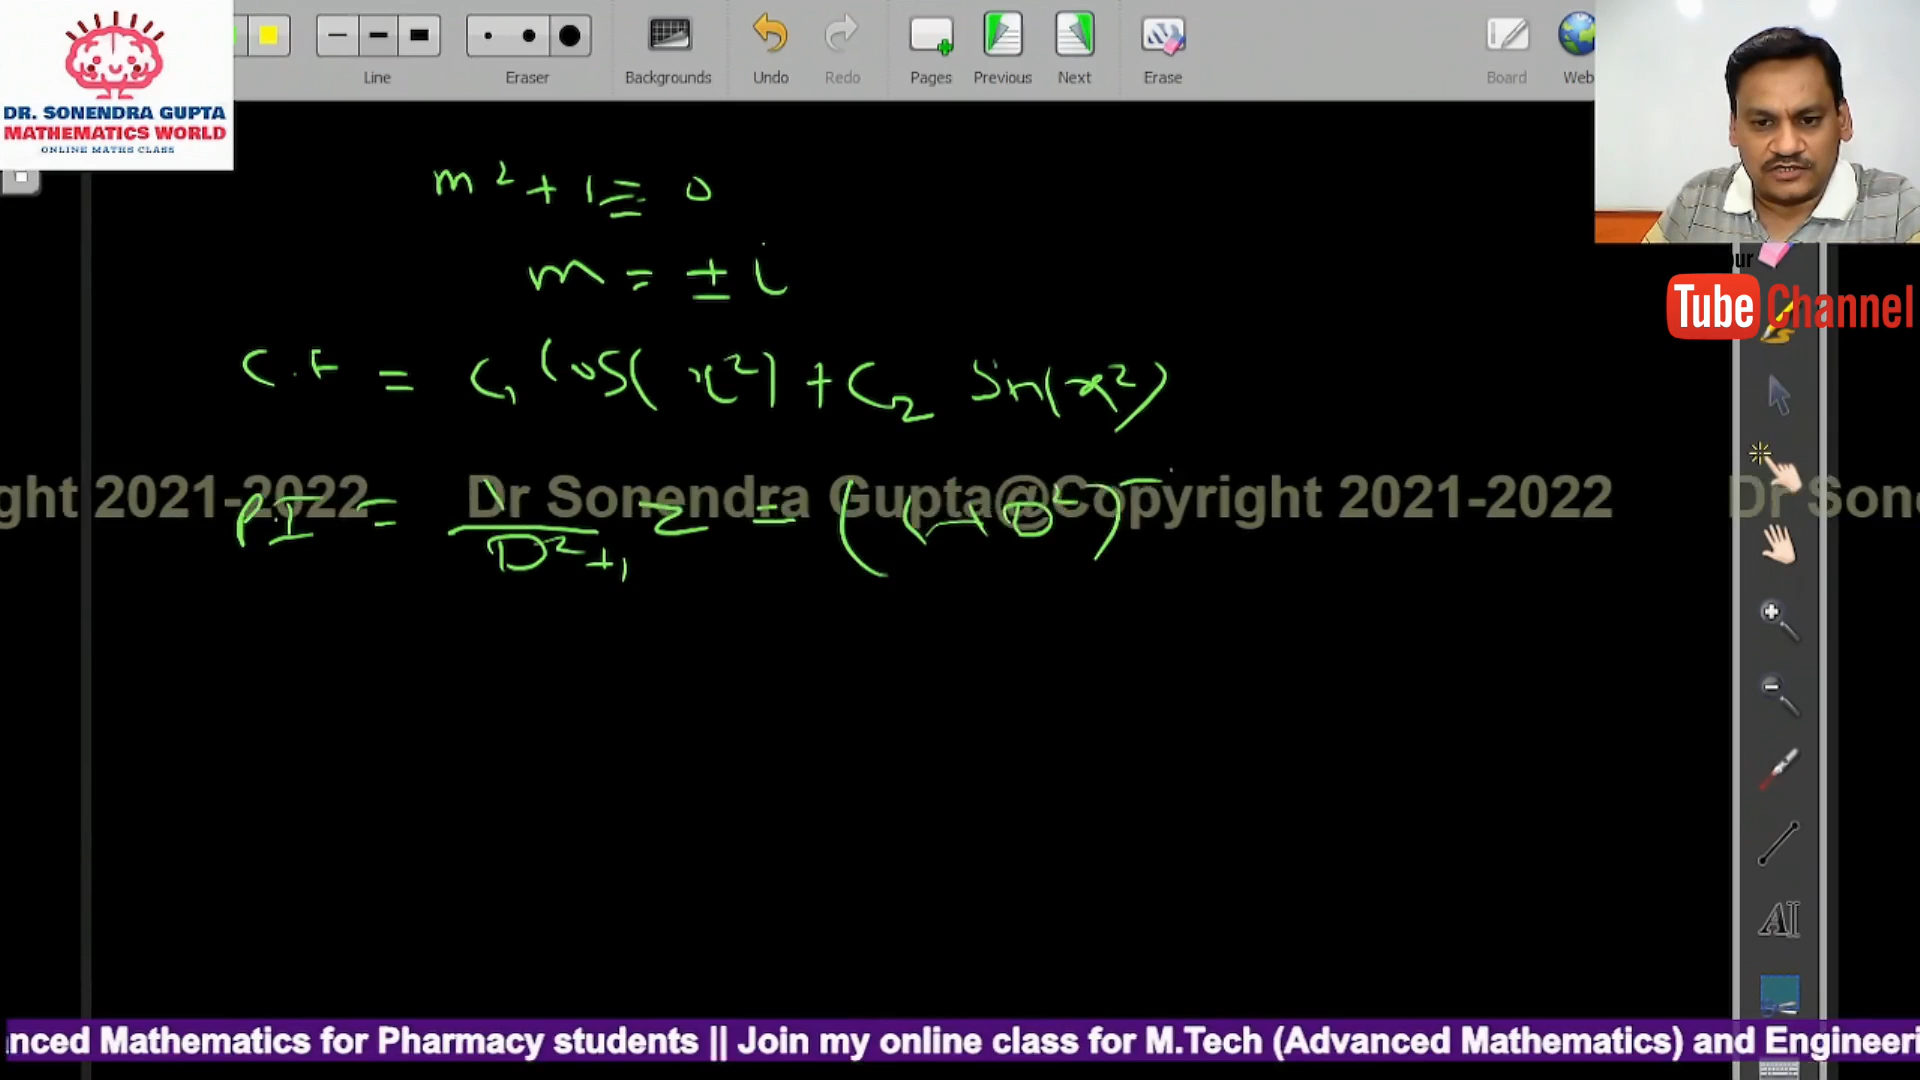 Line
Eraser
Backgrounds
Undo
Redo
Pages
Previous
Next
Erase
Board
Web
DR. SONENDRA GUPTA
MATHEMATICS WORLD
ONLINE MATHS CLASS
m² + 1 = 0
m = ± i
C.F = C₁ Cos(x²) + C₂ Sin(x²)
ght 2021-2022 Dr Sonendra Gupta@Copyright 2021-2022 Dr Son
P.I = 1/(D²+1) 2 = (1+D²)⁻
our
Tube Channel
AI
nced Mathematics for Pharmacy students || Join my online class for M.Tech (Advanced Mathematics) and Engineeri